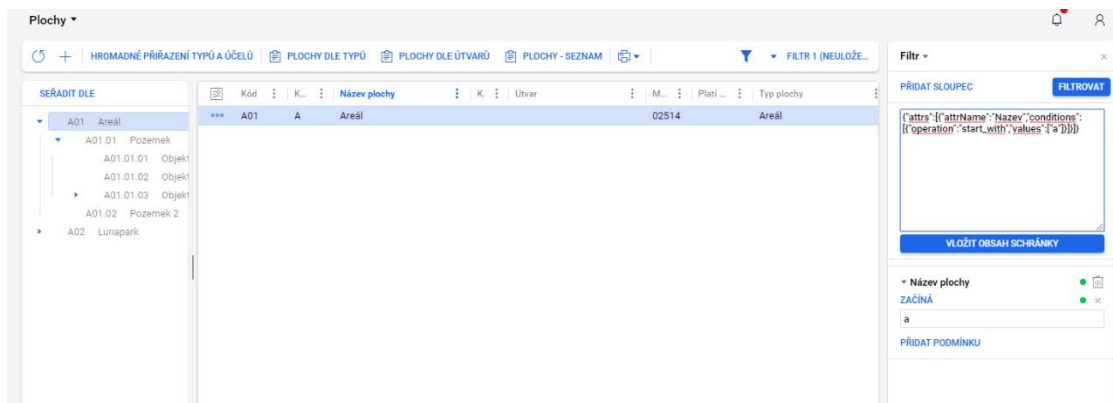 Plochy
HROMADNÉ PŘIŘAZENÍ TYPŮ A ÚČELŮ PLOCHY DLE TYPŮ PLOCHY DLE ÚTVARŮ PLOCHY - SEZNAM FILTR 1 (NEULOŽE...
SEŘADIT DLE
A01 Areál
A01.01 Pozemek
A01.01.01 Objekt
A01.01.02 Objekt
A01.01.03 Objekt
A01.02 Pozemek 2
A02 Lunapark
Kód K... Název plochy K. Útvar M... Platí ... Typ plochy
A01 A Areál 02514 Areál
Filtr
PŘIDAT SLOUPEC FILTROVAT
{"attrs":[{"attrName":"Nazev","conditions":
[{"operation":"start_with","values":["a"]}]}]}
VLOŽIT OBSAH SCHRÁNKY
Název plochy
ZAČÍNÁ
a
PŘIDAT PODMÍNKU